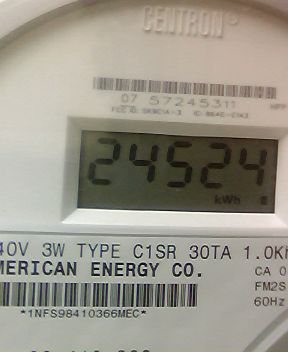 CENTRON
07 57245311
24524
kWh
40V 3W TYPE C1SR 30TA 1.0Kh
MERICAN ENERGY CO.
CA 0
FM2S
60Hz
*1NFS98410366MEC*